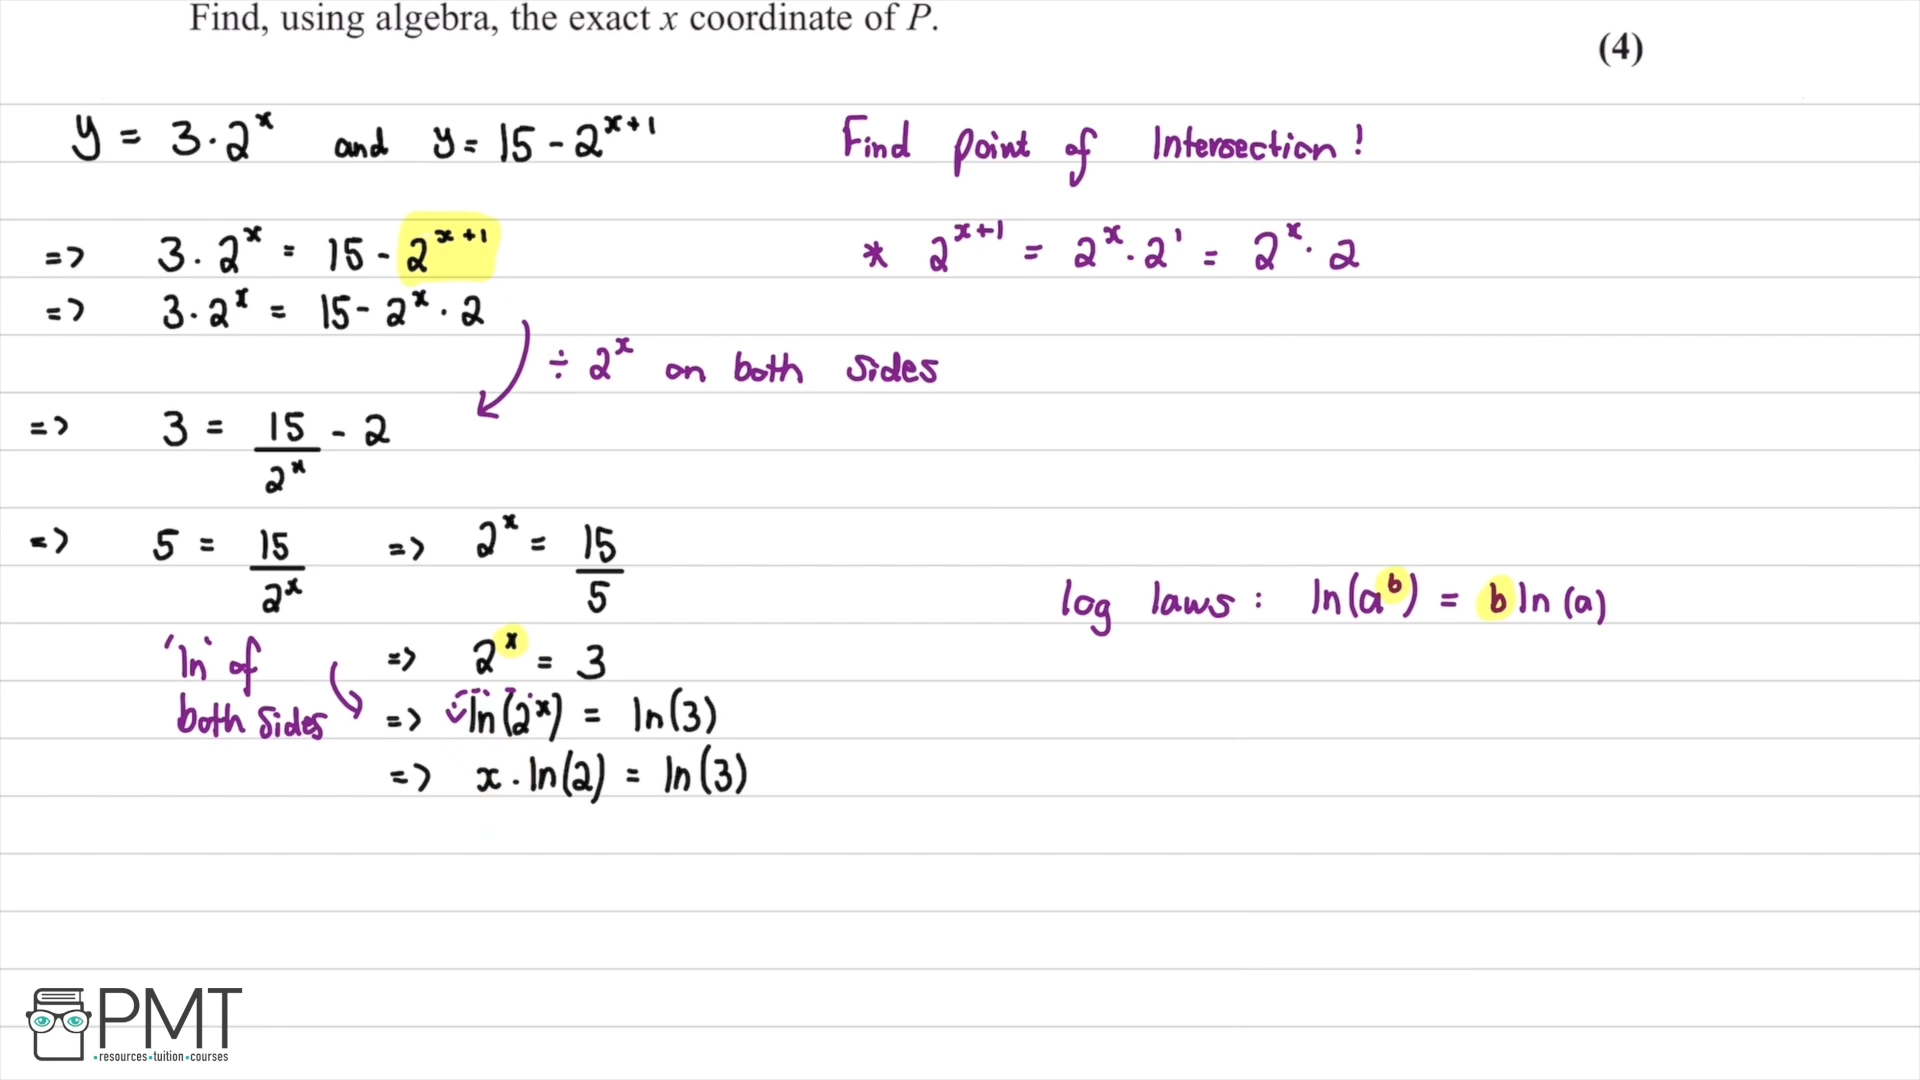 Find, using algebra, the exact x coordinate of P.
(4)
y = 3·2^x and y = 15 - 2^{x+1} Find point of Intersection!
=> 3·2^x = 15 - 2^{x+1} * 2^{x+1} = 2^x·2^1 = 2^x·2
=> 3·2^x = 15 - 2^x·2
÷ 2^x on both sides
=> 3 = 15/2^x - 2
=> 5 = 15/2^x => 2^x = 15/5
log laws: ln(a^b) = b ln(a)
'ln' of => 2^x = 3
both sides => ln(2^x) = ln(3)
=> x·ln(2) = ln(3)
PMT
·resources·tuition·courses